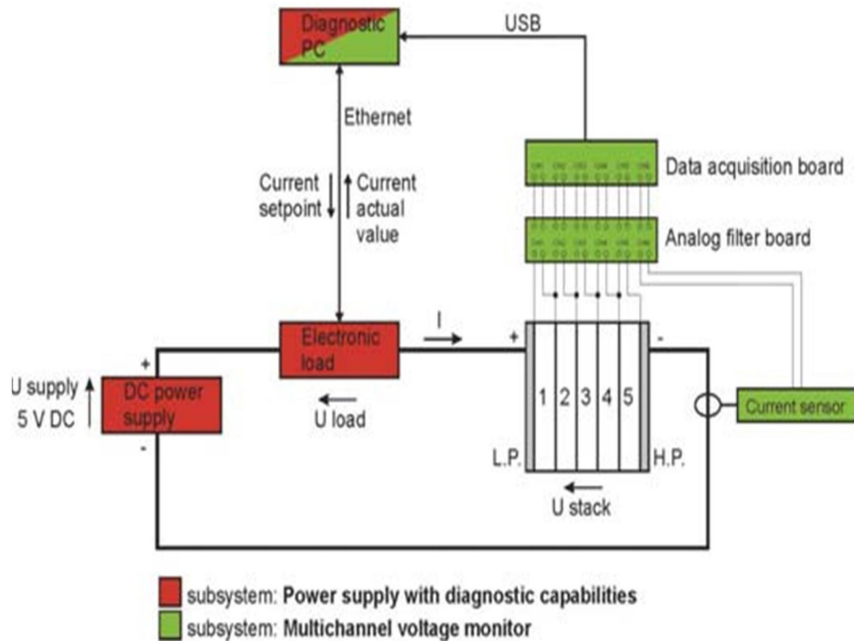 Diagnostic
PC
USB
Ethernet
Current
setpoint
Current
actual
value
Data acquisition board
Analog filter board
I
Electronic
load
U load
+
U supply
5 V DC
DC power
supply
-
+
-
1 2 3 4 5
L.P.
H.P.
U stack
Current sensor
subsystem: Power supply with diagnostic capabilities
subsystem: Multichannel voltage monitor